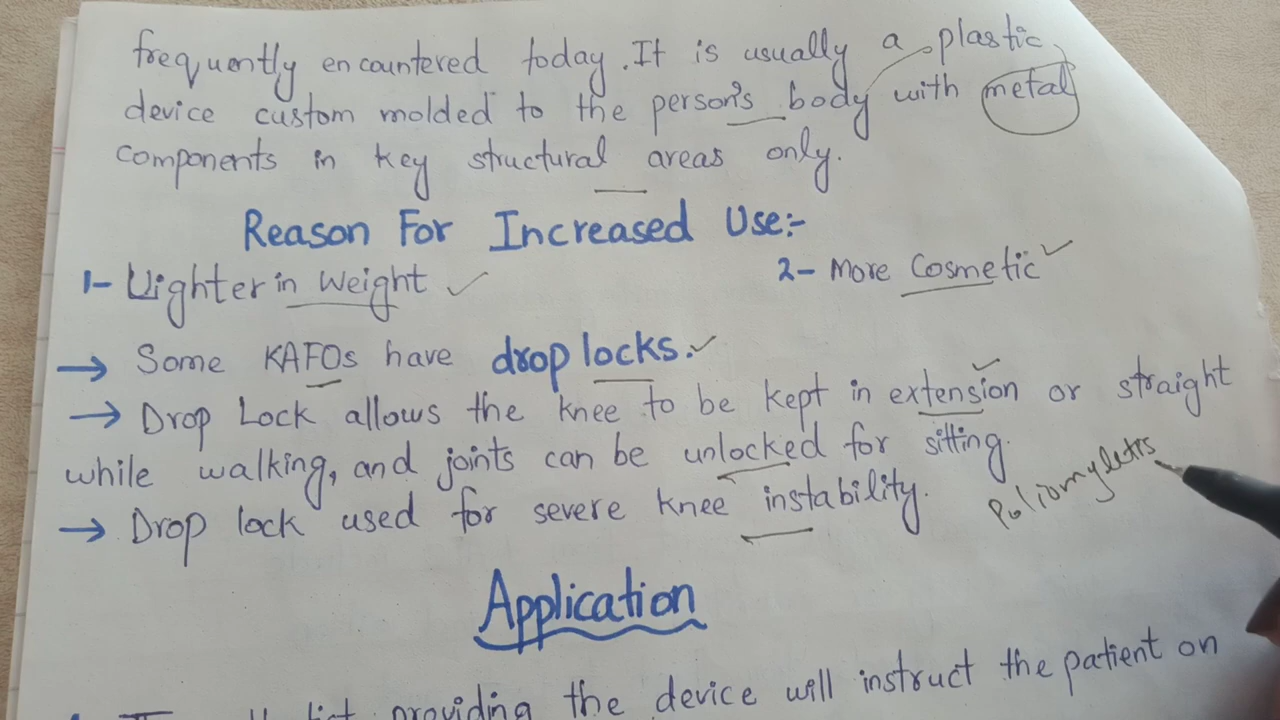 frequently encountered today. It is usually a plastic
device custom molded to the person's body with metal
components in key structural areas only.
Reason For Increased Use:-
1- Lighter in Weight ✓
2- More Cosmetic ✓
→ Some KAFOs have drop locks. ✓
→ Drop Lock allows the knee to be kept in extension or straight
while walking, and joints can be unlocked for sitting.
→ Drop lock used for severe knee instability.
Application
providing the device will instruct the patient on